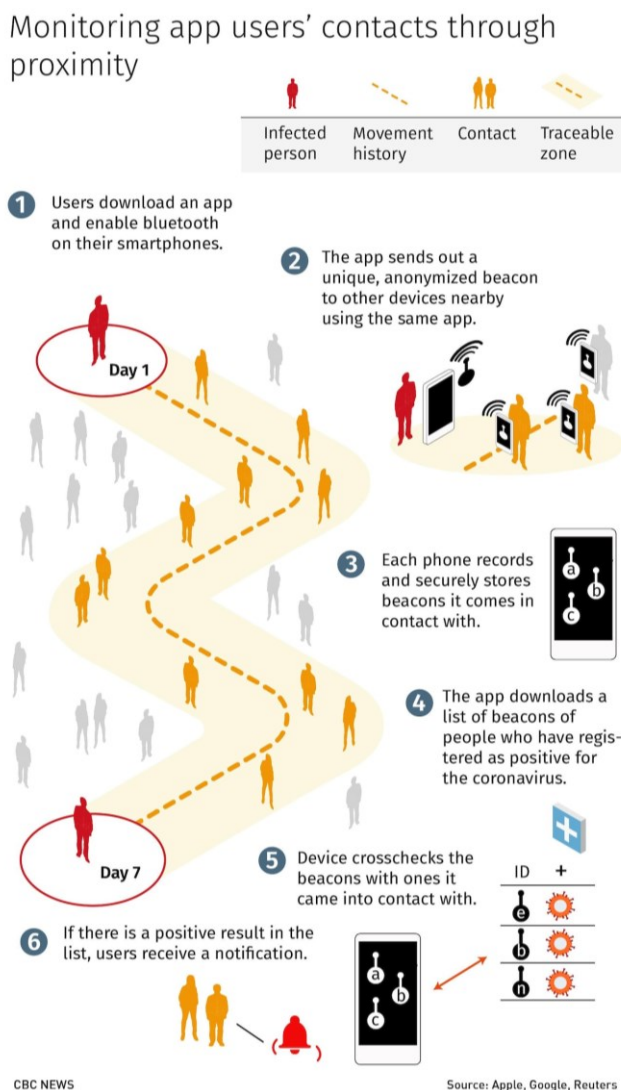 Monitoring app users’ contacts through
proximity
Infected
person
Movement
history
Contact
Traceable
zone
1
Users download an app
and enable bluetooth
on their smartphones.
2
The app sends out a
unique, anonymized beacon
to other devices nearby
using the same app.
Day 1
3
Each phone records
and securely stores
beacons it comes in
contact with.
a
b
c
4
The app downloads a
list of beacons of
people who have regis-
tered as positive for
the coronavirus.
Day 7
5
Device crosschecks the
beacons with ones it
came into contact with.
ID +
e
b
n
6
If there is a positive result in the
list, users receive a notification.
a
b
c
CBC NEWS
Source: Apple, Google, Reuters